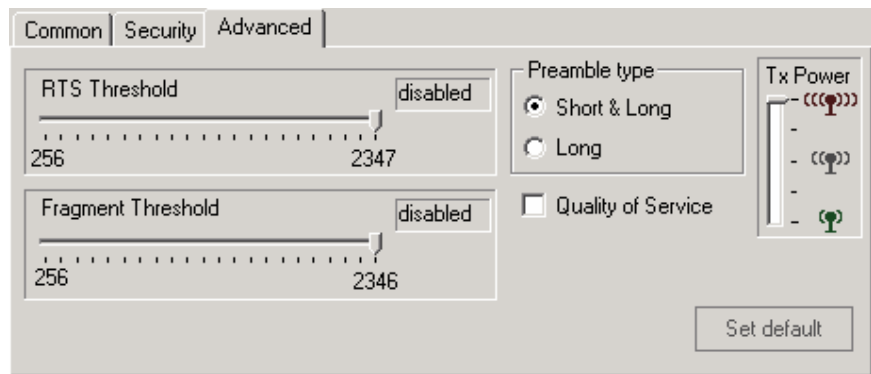 Common Security Advanced
RTS Threshold
disabled
256 2347
Fragment Threshold
disabled
256 2346
Preamble type
Short & Long
Long
Quality of Service
Tx Power
Set default